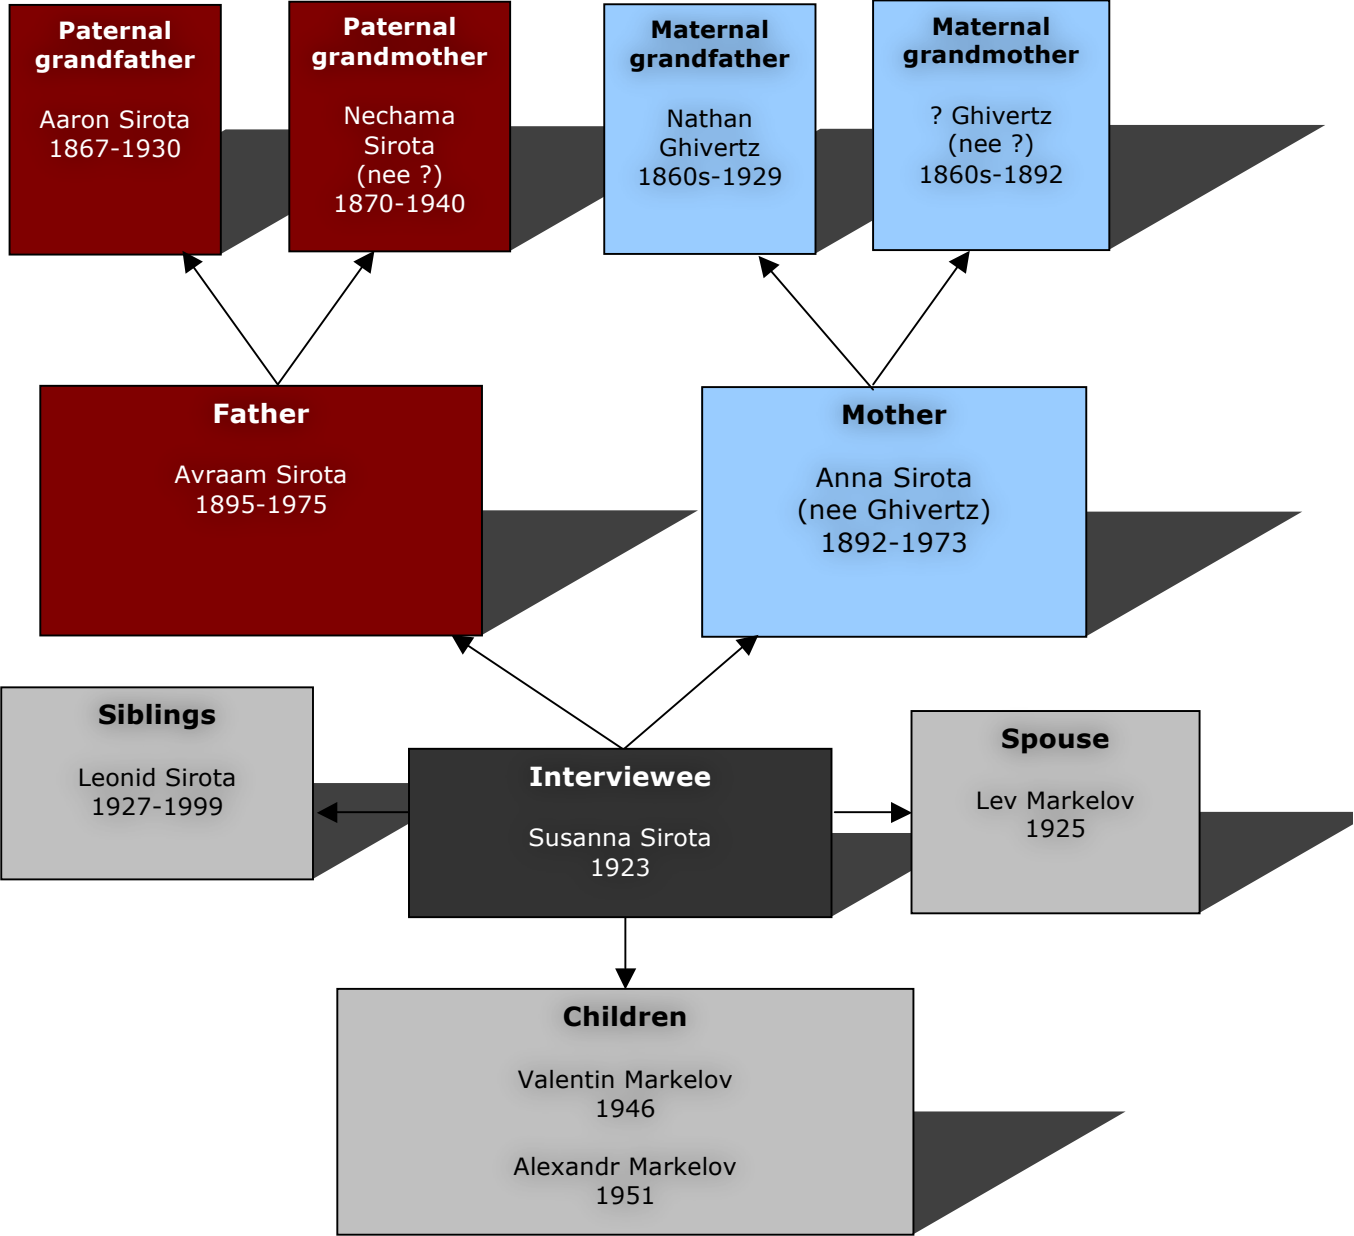 Paternal
grandfather
Aaron Sirota
1867-1930
Paternal
grandmother
Nechama
Sirota
(nee ?)
1870-1940
Maternal
grandfather
Nathan
Ghivertz
1860s-1929
Maternal
grandmother
? Ghivertz
(nee ?)
1860s-1892
Father
Avraam Sirota
1895-1975
Mother
Anna Sirota
(nee Ghivertz)
1892-1973
Siblings
Leonid Sirota
1927-1999
Interviewee
Susanna Sirota
1923
Spouse
Lev Markelov
1925
Children
Valentin Markelov
1946
Alexandr Markelov
1951